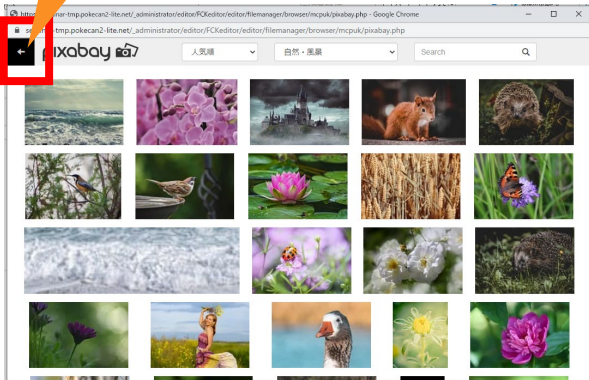 nar-tmp.pokecan2-lite.net/_administrator/editor/FCKeditor/editor/filemanager/browser/mcpuk/pixabay.php - Google Chrome
-tmp.pokecan2-lite.net/_administrator/editor/FCKeditor/editor/filemanager/browser/mcpuk/pixabay.php
pixabay 人気順 自然・風景 Search